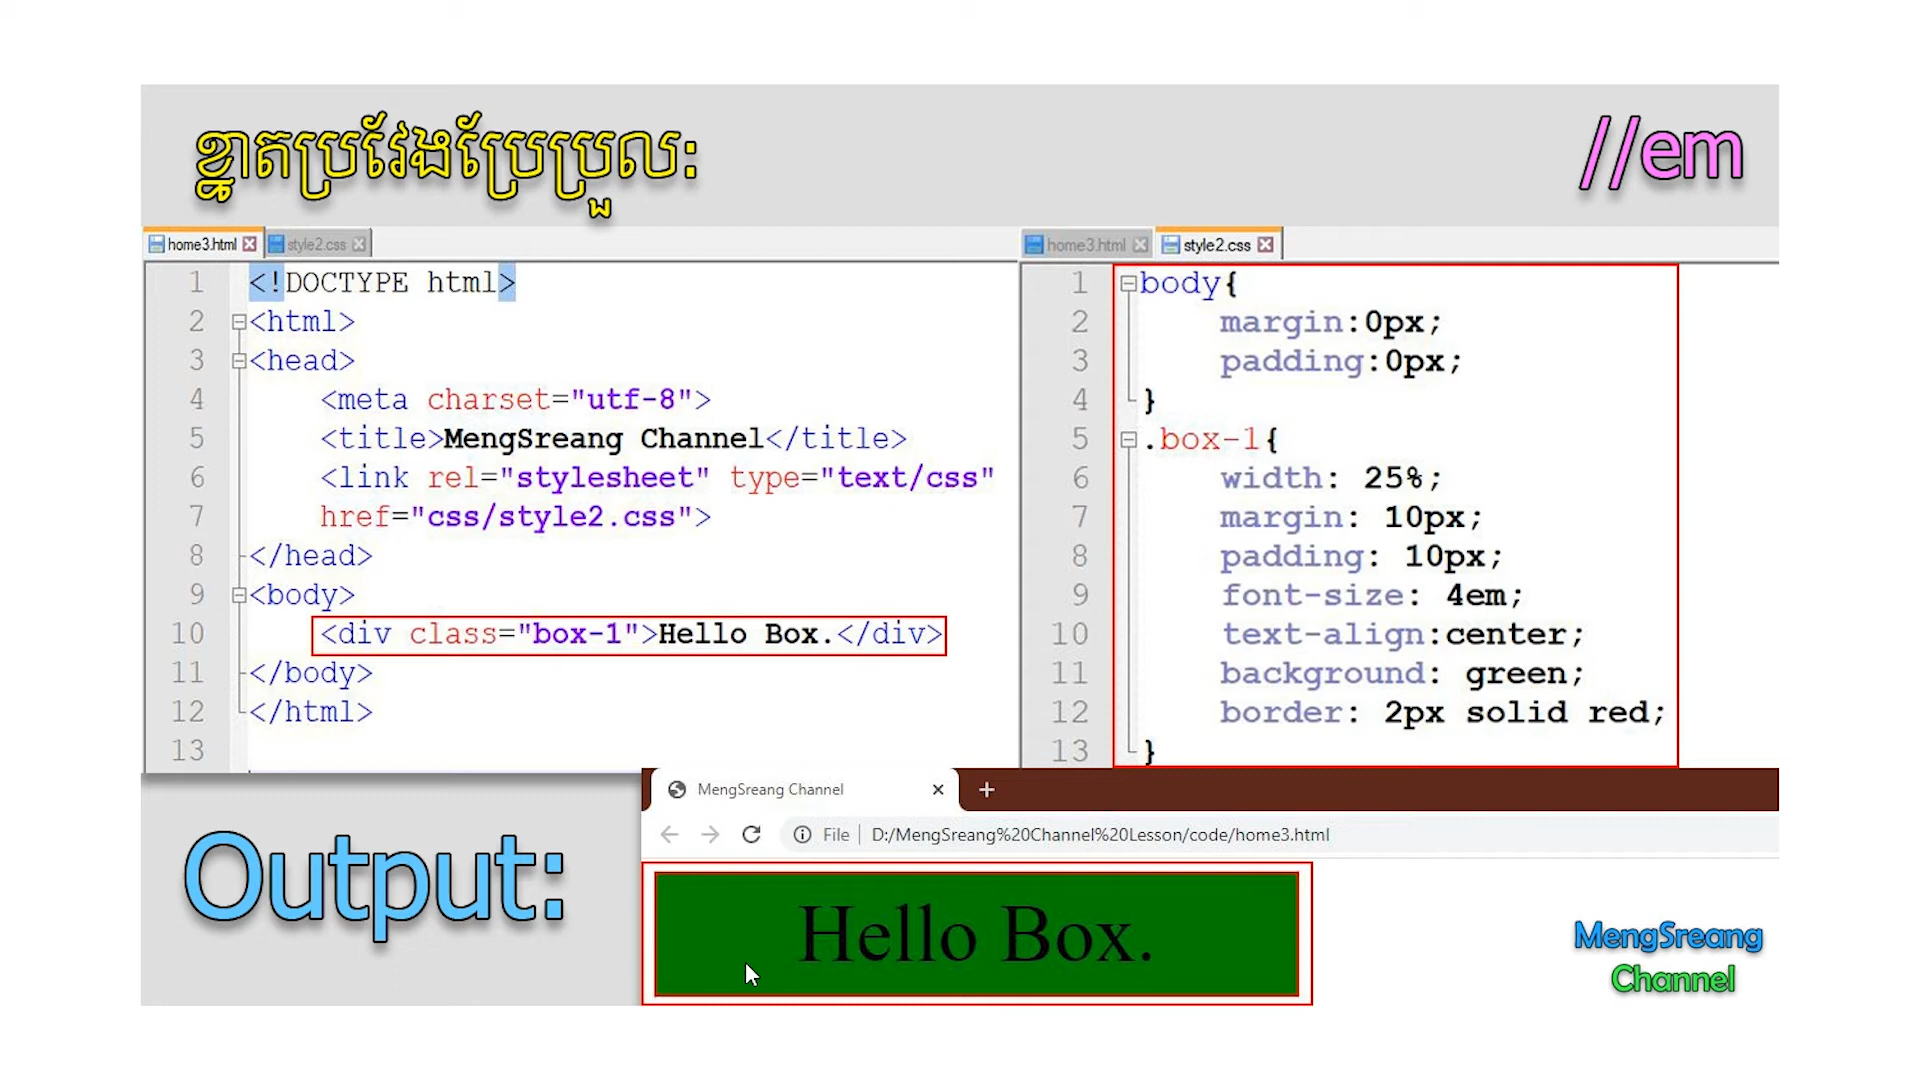 ខ្នាតប្រវែងប្រែប្រួល:
//em
home3.html
style2.css
1 <!DOCTYPE html>
2 <html>
3 <head>
4 <meta charset="utf-8">
5 <title>MengSreang Channel</title>
6 <link rel="stylesheet" type="text/css"
7 href="css/style2.css">
8 </head>
9 <body>
10 <div class="box-1">Hello Box.</div>
11 </body>
12 </html>
13
home3.html
style2.css
1 body{
2 margin:0px;
3 padding:0px;
4 }
5 .box-1{
6 width: 25%;
7 margin: 10px;
8 padding: 10px;
9 font-size: 4em;
10 text-align:center;
11 background: green;
12 border: 2px solid red;
13 }
Output:
MengSreang Channel
File D:/MengSreang%20Channel%20Lesson/code/home3.html
Hello Box.
MengSreang
Channel